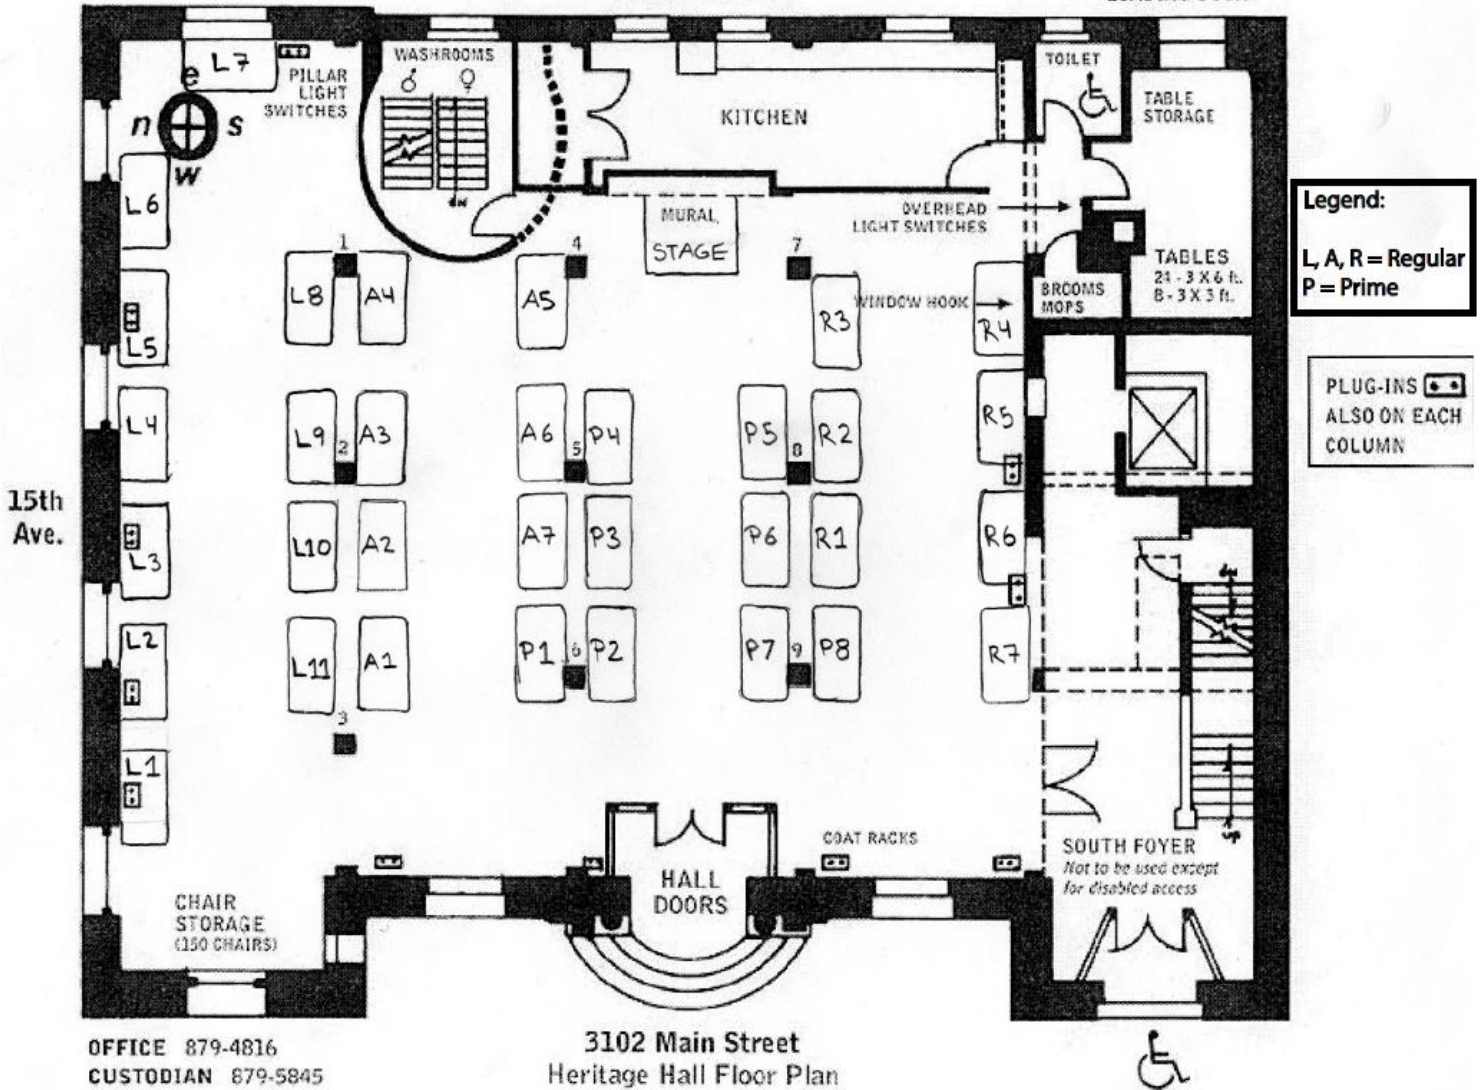 L7
PILLAR
LIGHT
SWITCHES
WASHROOMS
♂ ♀
dn
KITCHEN
TOILET
TABLE
STORAGE
e
n s
w
L6
MURAL
STAGE
OVERHEAD
LIGHT SWITCHES
Legend:
L, A, R = Regular
P = Prime
TABLES
21 - 3 X 6 ft.
8 - 3 X 3 ft.
BROOMS
MOPS
WINDOW HOOK
1
4
7
L8
A4
A5
R3
R4
L5
PLUG-INS
ALSO ON EACH
COLUMN
L4
L9
2
A3
A6
5
P4
P5
8
R2
R5
15th
Ave.
L3
L10
A2
A7
P3
P6
R1
R6
dn
L2
L11
A1
P1
6
P2
P7
9
P8
R7
3
L1
up
COAT RACKS
SOUTH FOYER
Not to be used except
for disabled access
HALL
DOORS
CHAIR
STORAGE
(150 CHAIRS)
OFFICE 879-4816
CUSTODIAN 879-5845
3102 Main Street
Heritage Hall Floor Plan